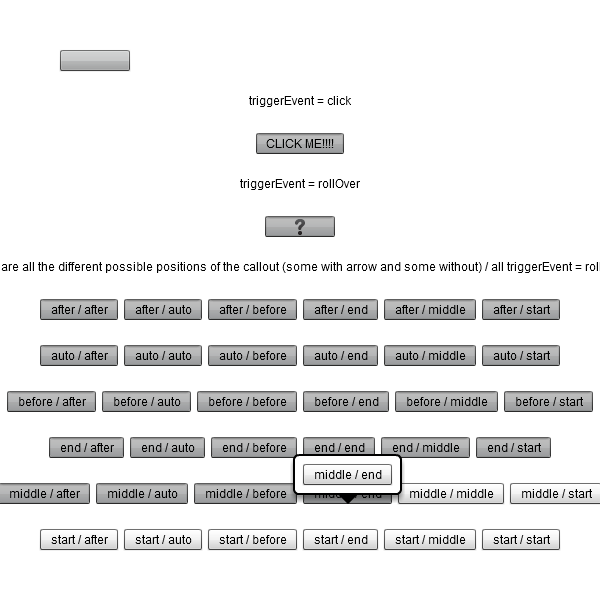 triggerEvent = click
CLICK ME!!!!
triggerEvent = rollOver
?
are all the different possible positions of the callout (some with arrow and some without) / all triggerEvent = roll
after / after after / auto after / before after / end after / middle after / start
auto / after auto / auto auto / before auto / end auto / middle auto / start
before / after before / auto before / before before / end before / middle before / start
end / after end / auto end / before end / end end / middle end / start
middle / end
middle / after middle / auto middle / before middle / end middle / middle middle / start
start / after start / auto start / before start / end start / middle start / start